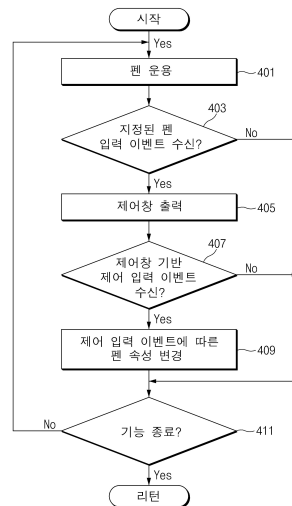 시작
Yes
펜 운용
401
403
지정된 펜
입력 이벤트 수신?
No
Yes
제어창 출력
405
407
제어창 기반
제어 입력 이벤트
수신?
No
Yes
제어 입력 이벤트에 따른
펜 속성 변경
409
No
기능 종료?
411
Yes
리턴